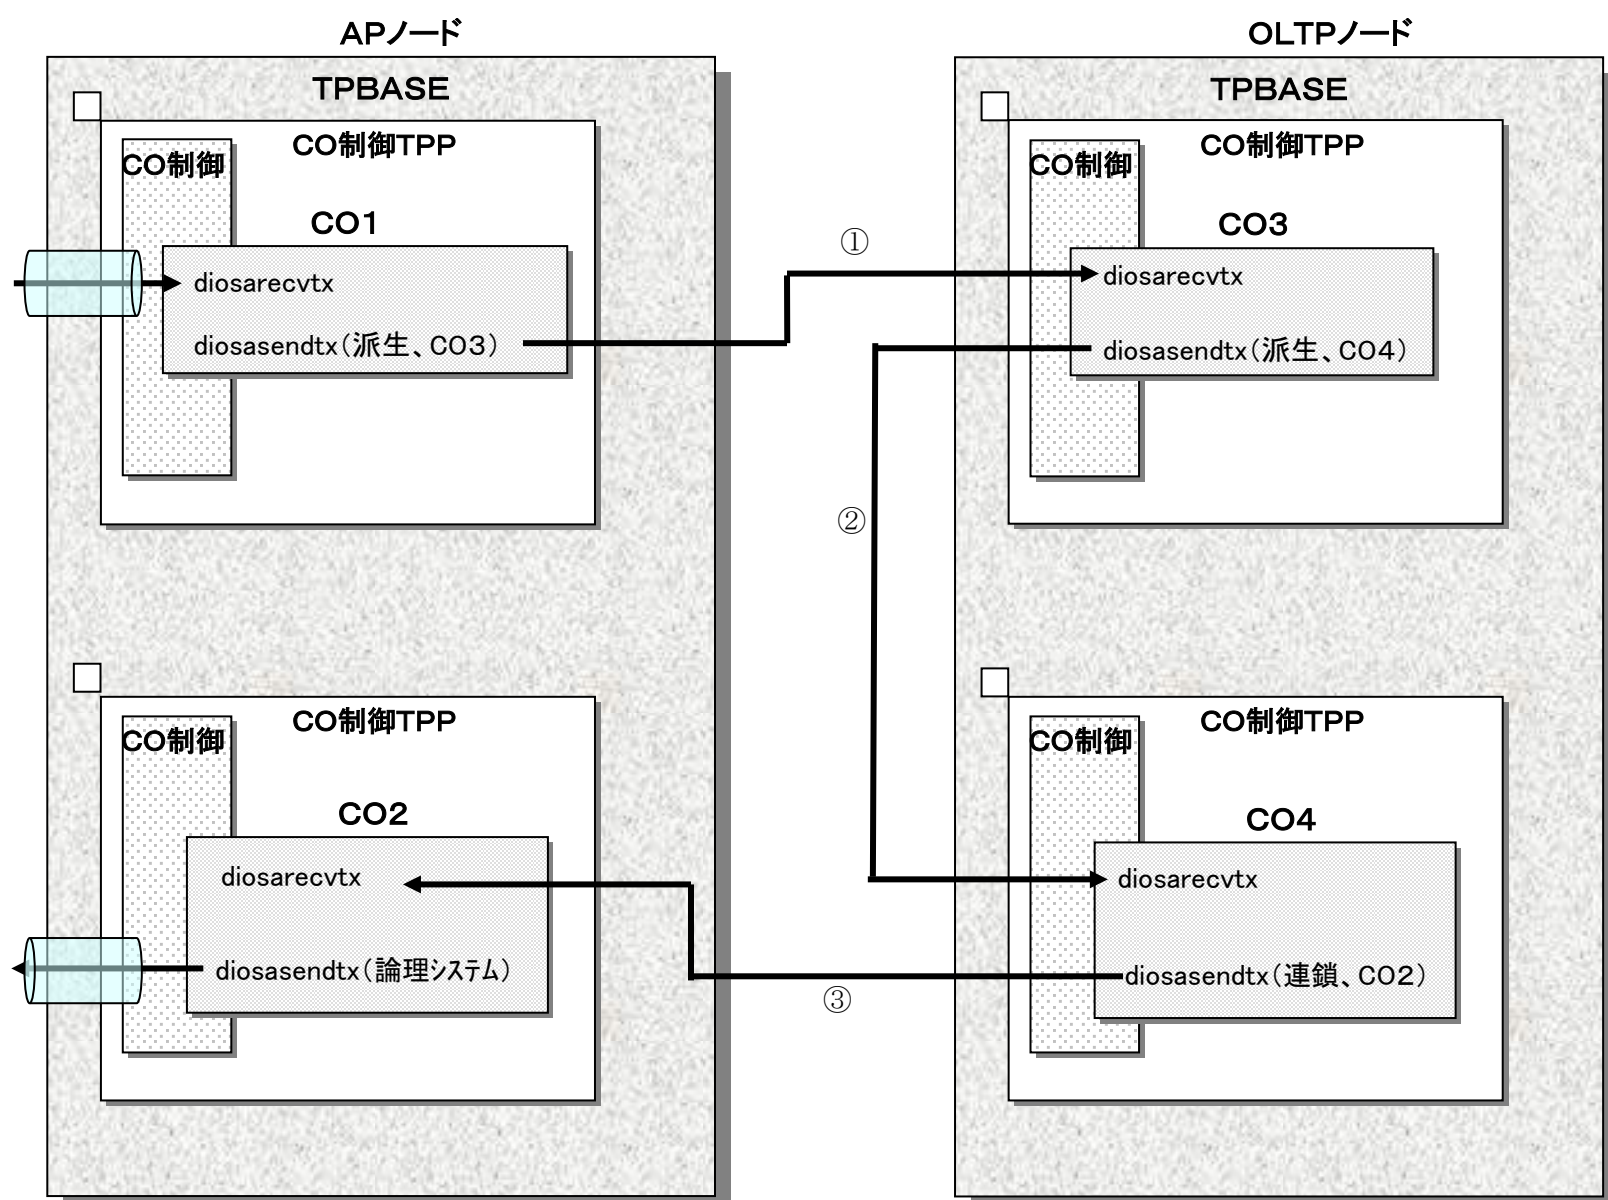 APノード
TPBASE
CO制御TPP
CO制御
CO1
diosarecvtx
diosasendtx(派生、CO3)
CO制御TPP
CO制御
CO2
diosarecvtx
diosasendtx(論理システム)
①
②
③
OLTPノード
TPBASE
CO制御TPP
CO制御
CO3
diosarecvtx
diosasendtx(派生、CO4)
CO制御TPP
CO制御
CO4
diosarecvtx
diosasendtx(連鎖、CO2)